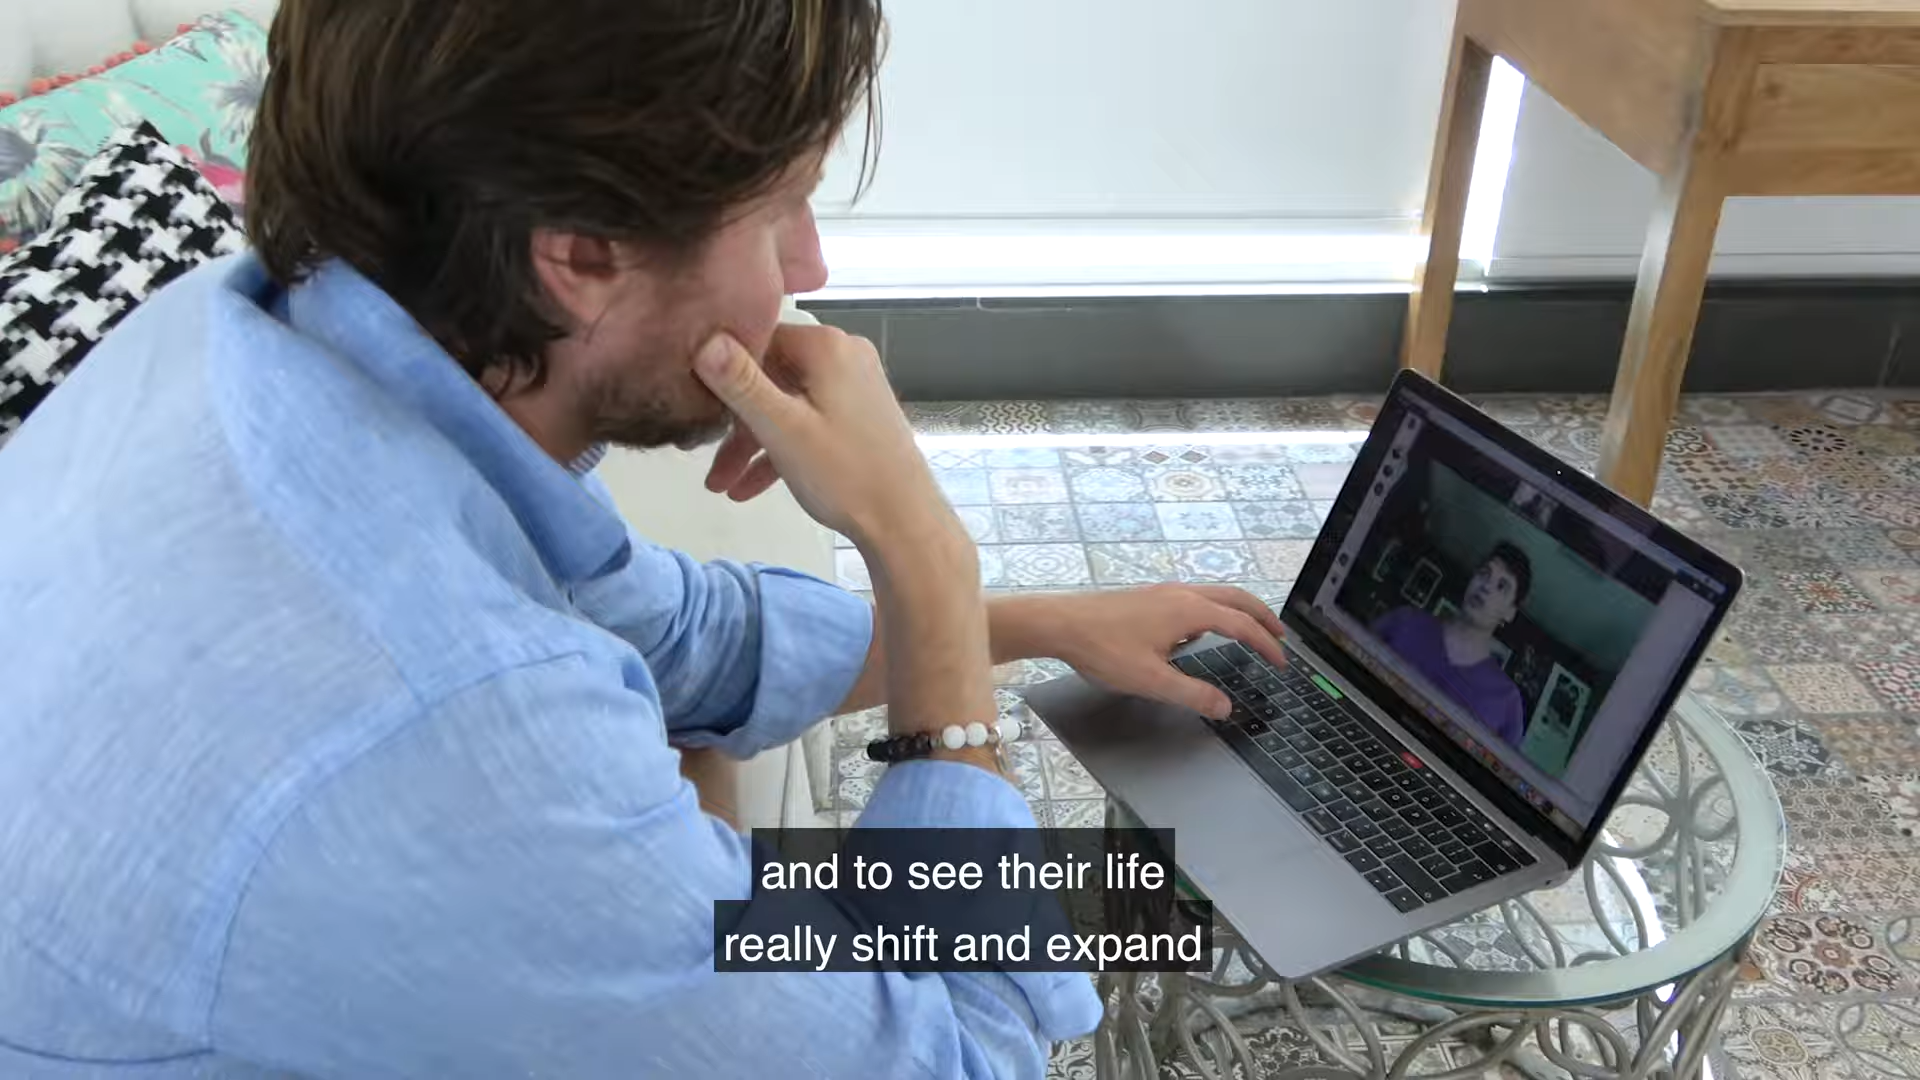 and to see their life
really shift and expand